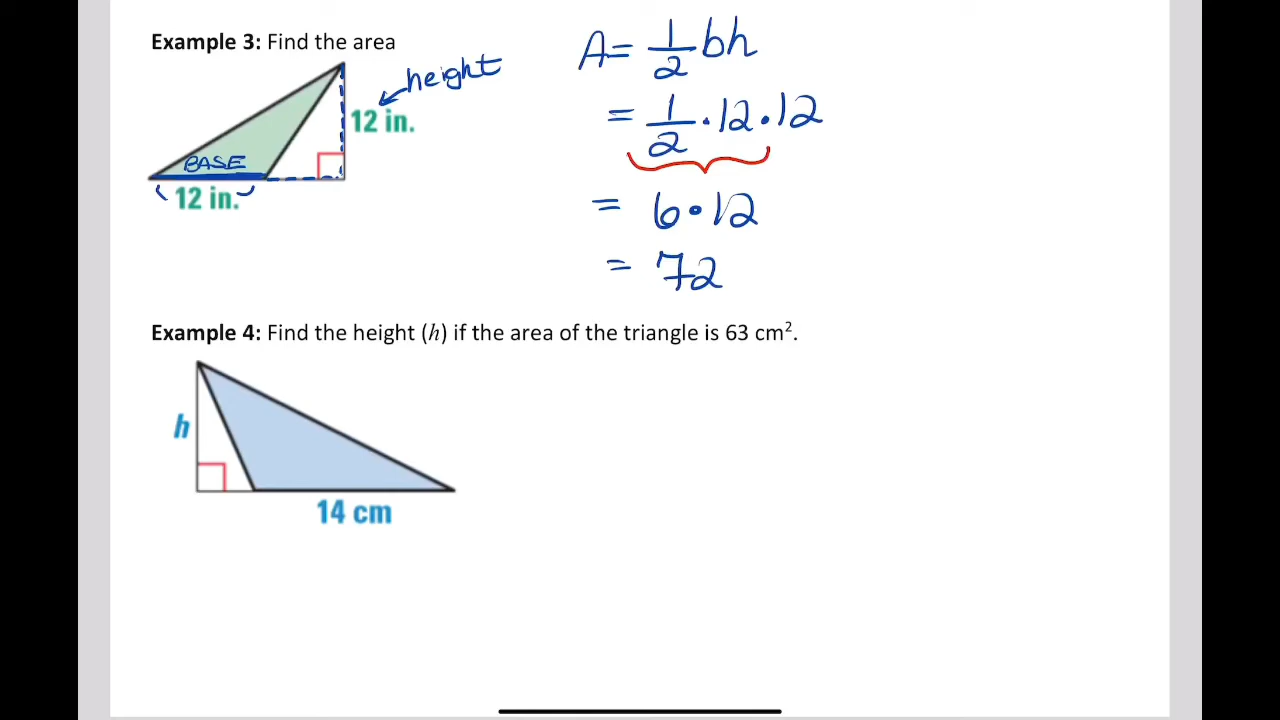 Example 3: Find the area
height
12 in.
BASE
12 in.
A = 1/2 bh
= 1/2 · 12 · 12
= 6 · 12
= 72
Example 4: Find the height (h) if the area of the triangle is 63 cm².
h
14 cm